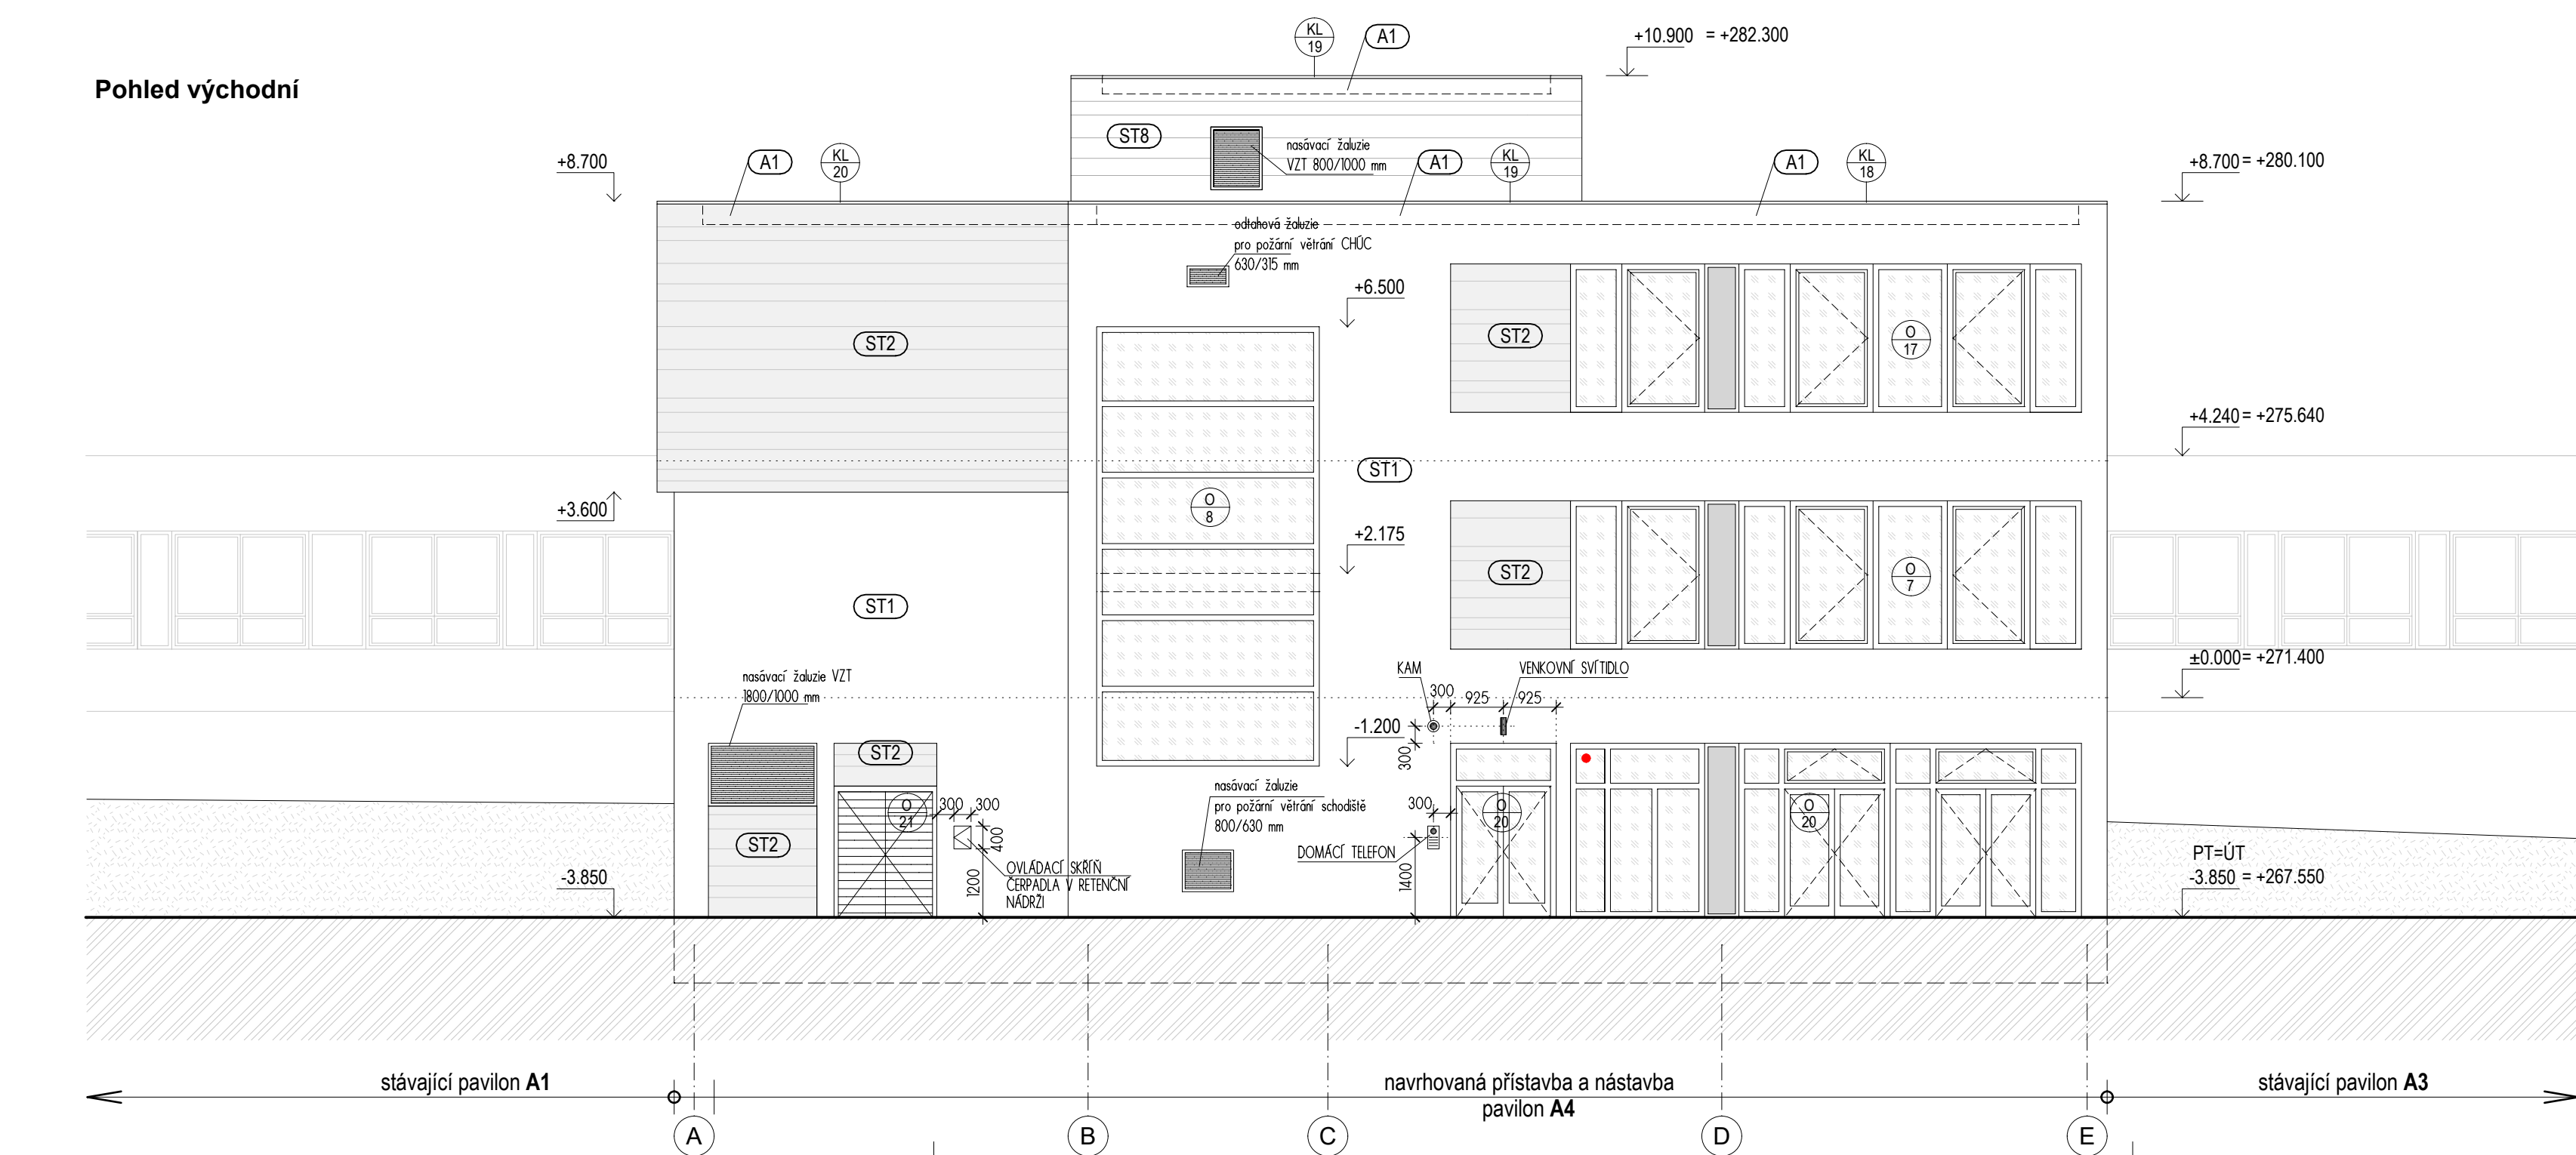 Pohled východní
KL
19
A1
+10.900 = +282.300
ST8
nasávací žaluzie
VZT 800/1000 mm
+8.700
A1
KL
20
A1
KL
19
A1
KL
18
+8.700 = +280.100
odtahová žaluzie
pro požární větrání CHÚC
630/315 mm
+6.500
ST2
ST2
O
17
+4.240 = +275.640
ST1
+3.600
O
8
+2.175
ST2
O
7
ST1
±0.000 = +271.400
nasávací žaluzie VZT
1800/1000 mm
KAM
VENKOVNÍ SVÍTIDLO
300
925
925
-1.200
300
ST2
nasávací žaluzie
pro požární větrání schodiště
800/630 mm
O
21
300
300
400
300
O
20
O
20
ST2
OVLÁDACÍ SKŘÍŇ
ČERPADLA V RETENČNÍ
NÁDRŽI
1200
DOMÁCÍ TELEFON
1400
PT=ÚT
-3.850
-3.850 = +267.550
stávající pavilon A1
navrhovaná přístavba a nástavba
pavilon A4
stávající pavilon A3
A
B
C
D
E